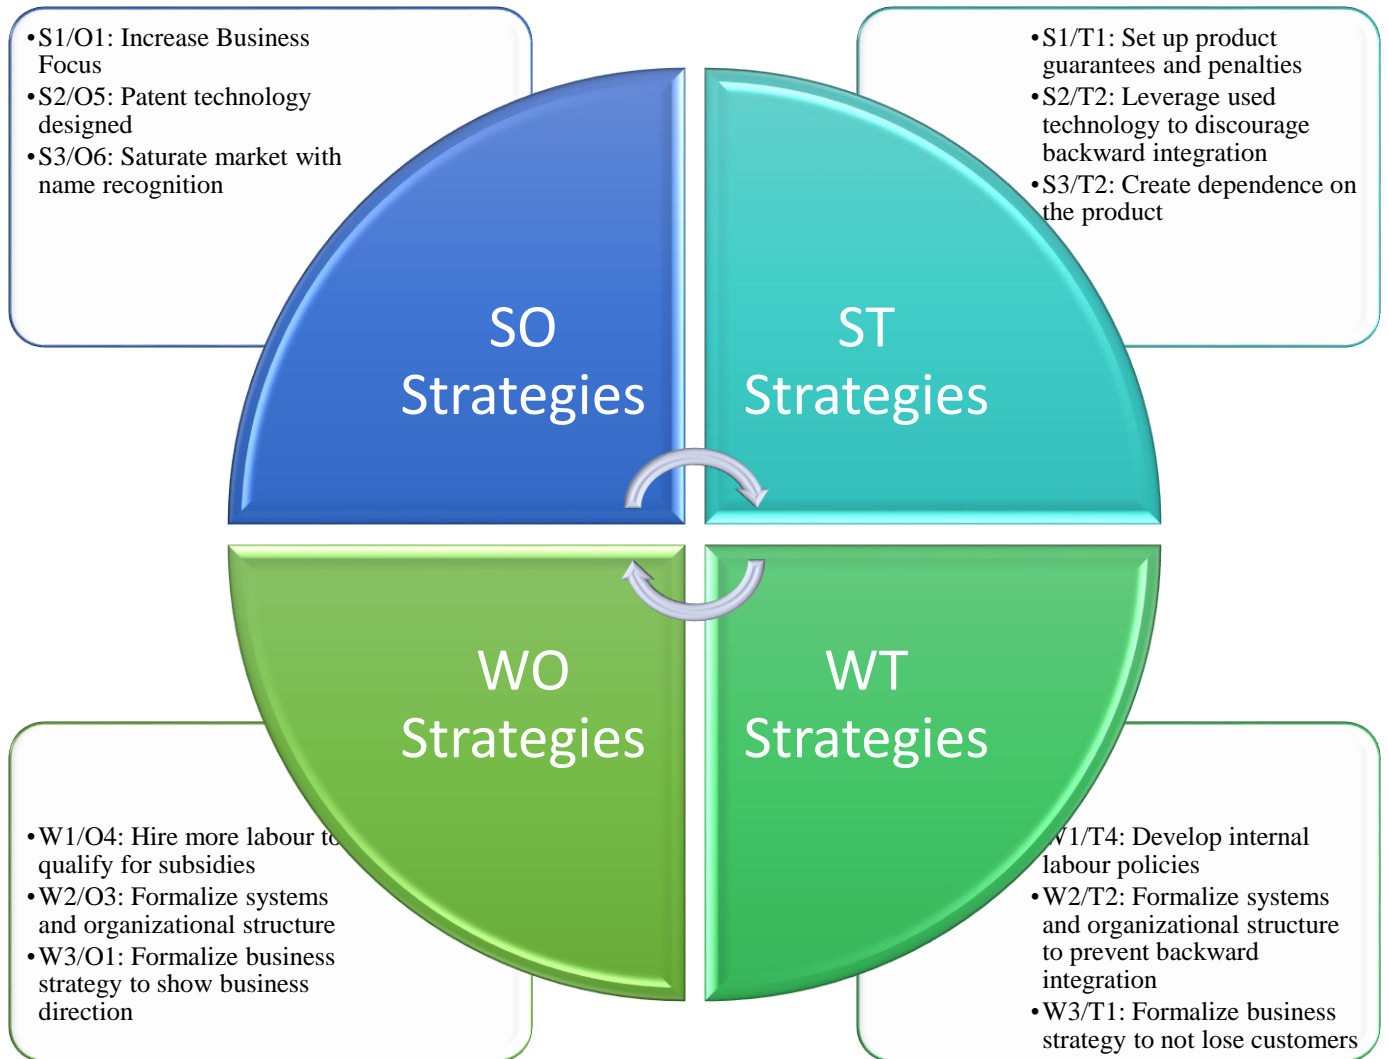 •S1/O1: Increase Business
Focus
•S2/O5: Patent technology
designed
•S3/O6: Saturate market with
name recognition
•S1/T1: Set up product
guarantees and penalties
•S2/T2: Leverage used
technology to discourage
backward integration
•S3/T2: Create dependence on
the product
SO
Strategies
ST
Strategies
WO
Strategies
WT
Strategies
•W1/O4: Hire more labour to
qualify for subsidies
•W2/O3: Formalize systems
and organizational structure
•W3/O1: Formalize business
strategy to show business
direction
W1/T4: Develop internal
labour policies
•W2/T2: Formalize systems
and organizational structure
to prevent backward
integration
•W3/T1: Formalize business
strategy to not lose customers